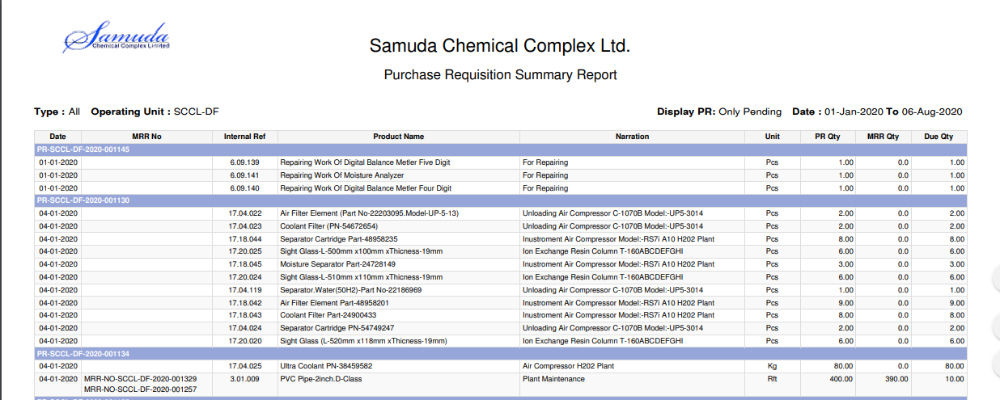 Samuda
Chemical Complex Limited
Samuda Chemical Complex Ltd.
Purchase Requisition Summary Report
Type : All Operating Unit : SCCL-DF Display PR: Only Pending Date : 01-Jan-2020 To 06-Aug-2020
Date MRR No Internal Ref Product Name Narration Unit PR Qty MRR Qty Due Qty
PR-SCCL-DF-2020-001145
01-01-2020 6.09.139 Repairing Work Of Digital Balance Metler Five Digit For Repairing Pcs 1.00 0.0 1.00
01-01-2020 6.09.141 Repairing Work Of Moisture Analyzer For Repairing Pcs 1.00 0.0 1.00
01-01-2020 6.09.140 Repairing Work Of Digital Balance Metler Four Digit For Repairing Pcs 1.00 0.0 1.00
PR-SCCL-DF-2020-001130
04-01-2020 17.04.022 Air Filter Element (Part No-22203095.Model-UP-5-13) Unloading Air Compressor C-1070B Model:-UP5-3014 Pcs 2.00 0.0 2.00
04-01-2020 17.04.023 Coolant Filter (PN-54672654) Unloading Air Compressor C-1070B Model:-UP5-3014 Pcs 2.00 0.0 2.00
04-01-2020 17.18.044 Separator Cartridge Part-48958235 Inustroment Air Compressor Model:-RS7i A10 H202 Plant Pcs 8.00 0.0 8.00
04-01-2020 17.20.025 Sight Glass-L-500mm x100mm xThicness-19mm Ion Exchange Resin Column T-160ABCDEFGHI Pcs 6.00 0.0 6.00
04-01-2020 17.18.045 Moisture Separator Part-24728149 Inustroment Air Compressor Model:-RS7i A10 H202 Plant Pcs 3.00 0.0 3.00
04-01-2020 17.20.024 Sight Glass-L-510mm x110mm xThicness-19mm Ion Exchange Resin Column T-160ABCDEFGHI Pcs 6.00 0.0 6.00
04-01-2020 17.04.119 Separator.Water(50H2)-Part No-22186969 Unloading Air Compressor C-1070B Model:-UP5-3014 Pcs 1.00 0.0 1.00
04-01-2020 17.18.042 Air Filter Element Part-48958201 Inustroment Air Compressor Model:-RS7i A10 H202 Plant Pcs 9.00 0.0 9.00
04-01-2020 17.18.043 Coolant Filter Part-24900433 Inustroment Air Compressor Model:-RS7i A10 H202 Plant Pcs 8.00 0.0 8.00
04-01-2020 17.04.024 Separator Cartridge PN-54749247 Unloading Air Compressor C-1070B Model:-UP5-3014 Pcs 2.00 0.0 2.00
04-01-2020 17.20.020 Sight Glass (L-520mm x118mm xThicness-19mm) Ion Exchange Resin Column T-160ABCDEFGHI Pcs 6.00 0.0 6.00
PR-SCCL-DF-2020-001134
04-01-2020 17.04.025 Ultra Coolant PN-38459582 Air Compressor H202 Plant Kg 80.00 0.0 80.00
04-01-2020 MRR-NO-SCCL-DF-2020-001329 3.01.009 PVC Pipe-2inch.D-Class Plant Maintenance Rft 400.00 390.00 10.00
MRR-NO-SCCL-DF-2020-001257